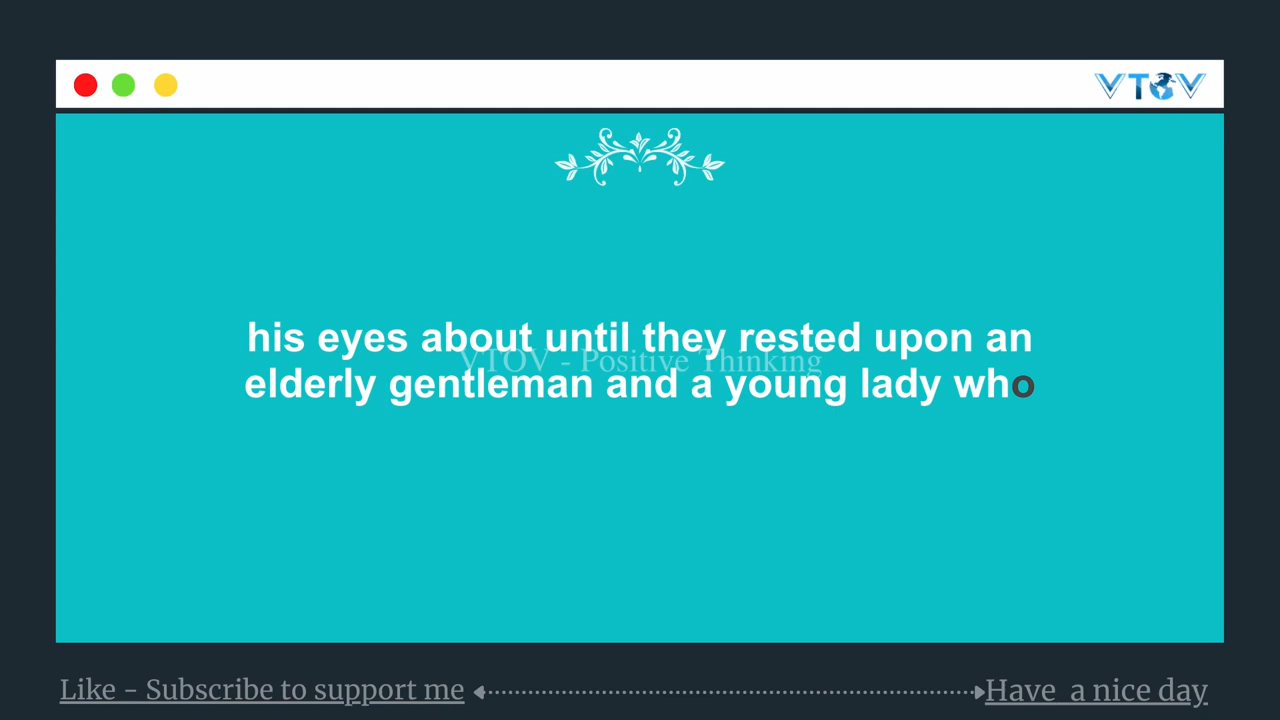 VTOV
his eyes about until they rested upon an
VTOV - Positive Thinking
elderly gentleman and a young lady who
Like - Subscribe to support me
Have a nice day